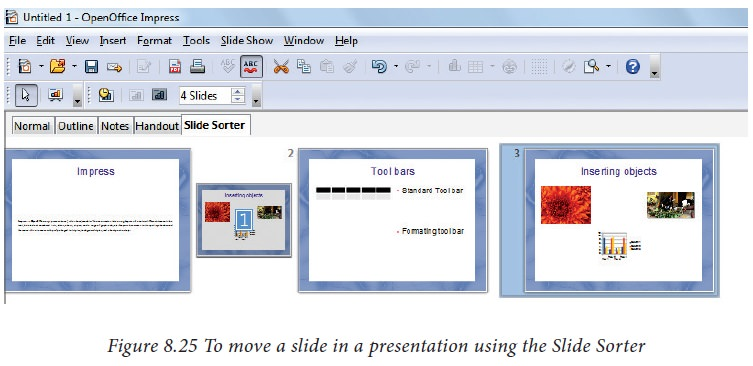 Untitled 1 - OpenOffice Impress
File Edit View Insert Format Tools Slide Show Window Help
ABC ABC
4 Slides
Normal Outline Notes Handout Slide Sorter
Impress
Inserting objects
1
2
Tool bars
- Standard Tool bar
- Formating tool bar
3
Inserting objects
Figure 8.25 To move a slide in a presentation using the Slide Sorter